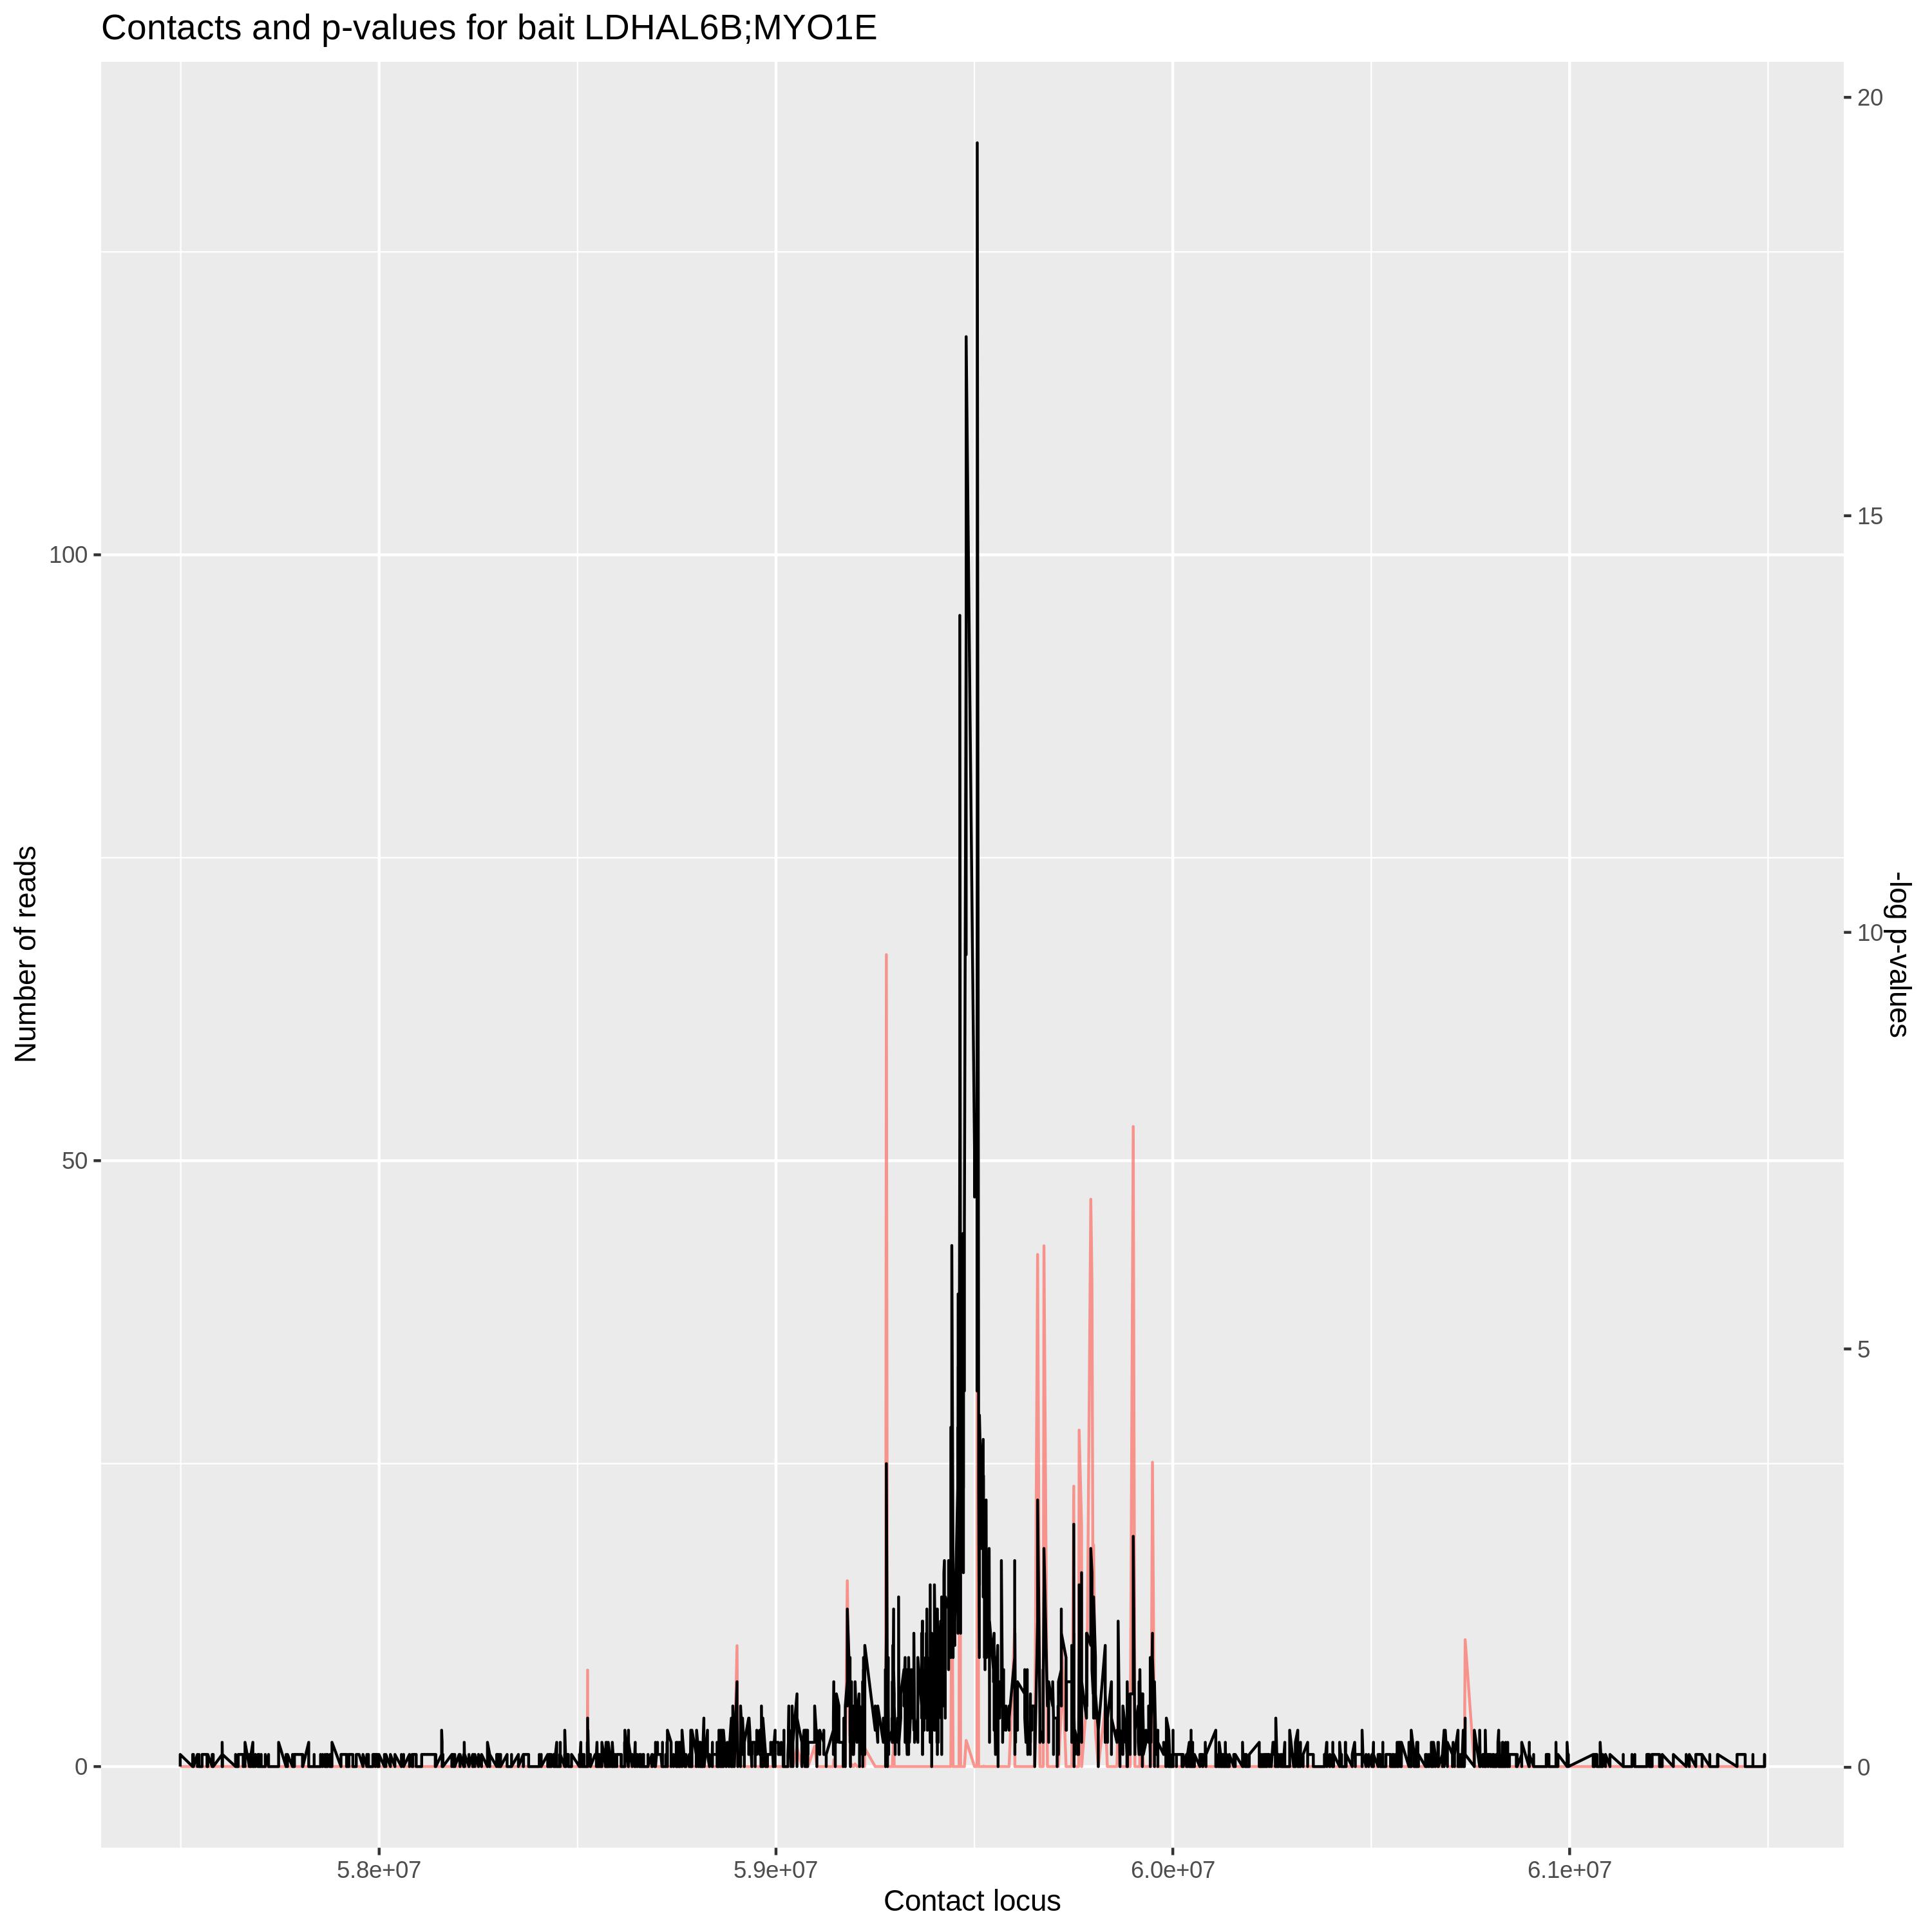 Contacts and p-values for bait LDHAL6B;MYO1E
Number of reads
100
50
0
20
15
10
5
0
-log p-values
5.8e+07
5.9e+07
6.0e+07
6.1e+07
Contact locus